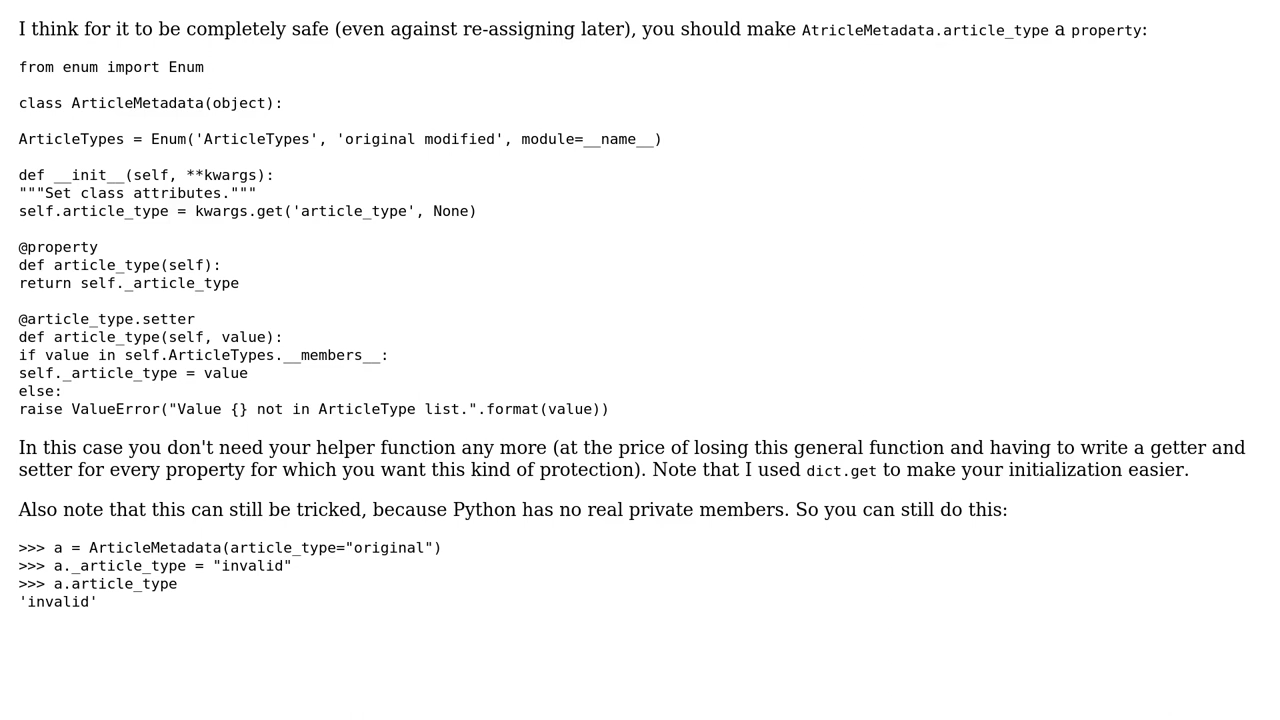 I think for it to be completely safe (even against re-assigning later), you should make AtricleMetadata.article_type a property:
from enum import Enum
class ArticleMetadata(object):
ArticleTypes = Enum('ArticleTypes', 'original modified', module=__name__)
def __init__(self, **kwargs):
"""Set class attributes."""
self.article_type = kwargs.get('article_type', None)
@property
def article_type(self):
return self._article_type
@article_type.setter
def article_type(self, value):
if value in self.ArticleTypes.__members__:
self._article_type = value
else:
raise ValueError("Value {} not in ArticleType list.".format(value))
In this case you don't need your helper function any more (at the price of losing this general function and having to write a getter and
setter for every property for which you want this kind of protection). Note that I used dict.get to make your initialization easier.
Also note that this can still be tricked, because Python has no real private members. So you can still do this:
>>> a = ArticleMetadata(article_type="original")
>>> a._article_type = "invalid"
>>> a.article_type
'invalid'